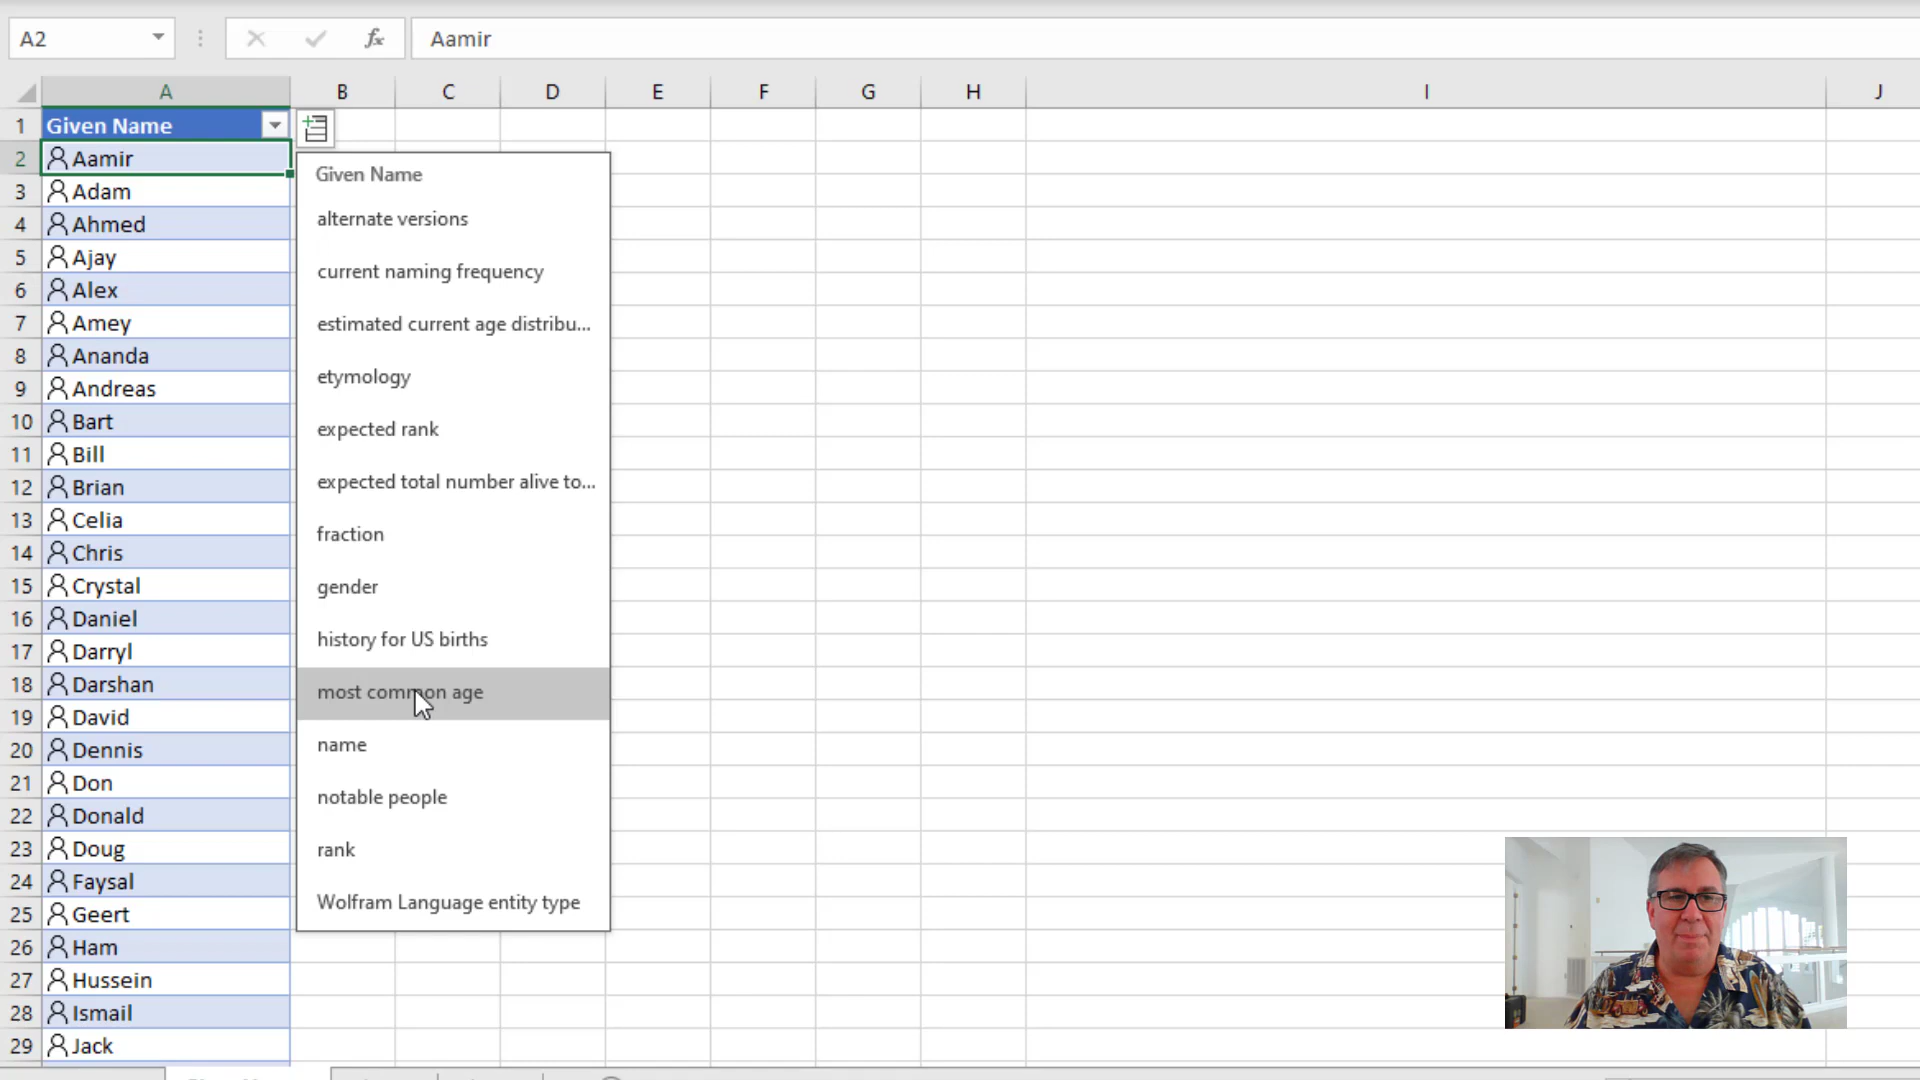 A2 fx Aamir
A B C D E F G H I J
1 Given Name
2 Aamir
3 Adam
4 Ahmed
5 Ajay
6 Alex
7 Amey
8 Ananda
9 Andreas
10 Bart
11 Bill
12 Brian
13 Celia
14 Chris
15 Crystal
16 Daniel
17 Darryl
18 Darshan
19 David
20 Dennis
21 Don
22 Donald
23 Doug
24 Faysal
25 Geert
26 Ham
27 Hussein
28 Ismail
29 Jack
Given Name
alternate versions
current naming frequency
estimated current age distribu...
etymology
expected rank
expected total number alive to...
fraction
gender
history for US births
most common age
name
notable people
rank
Wolfram Language entity type